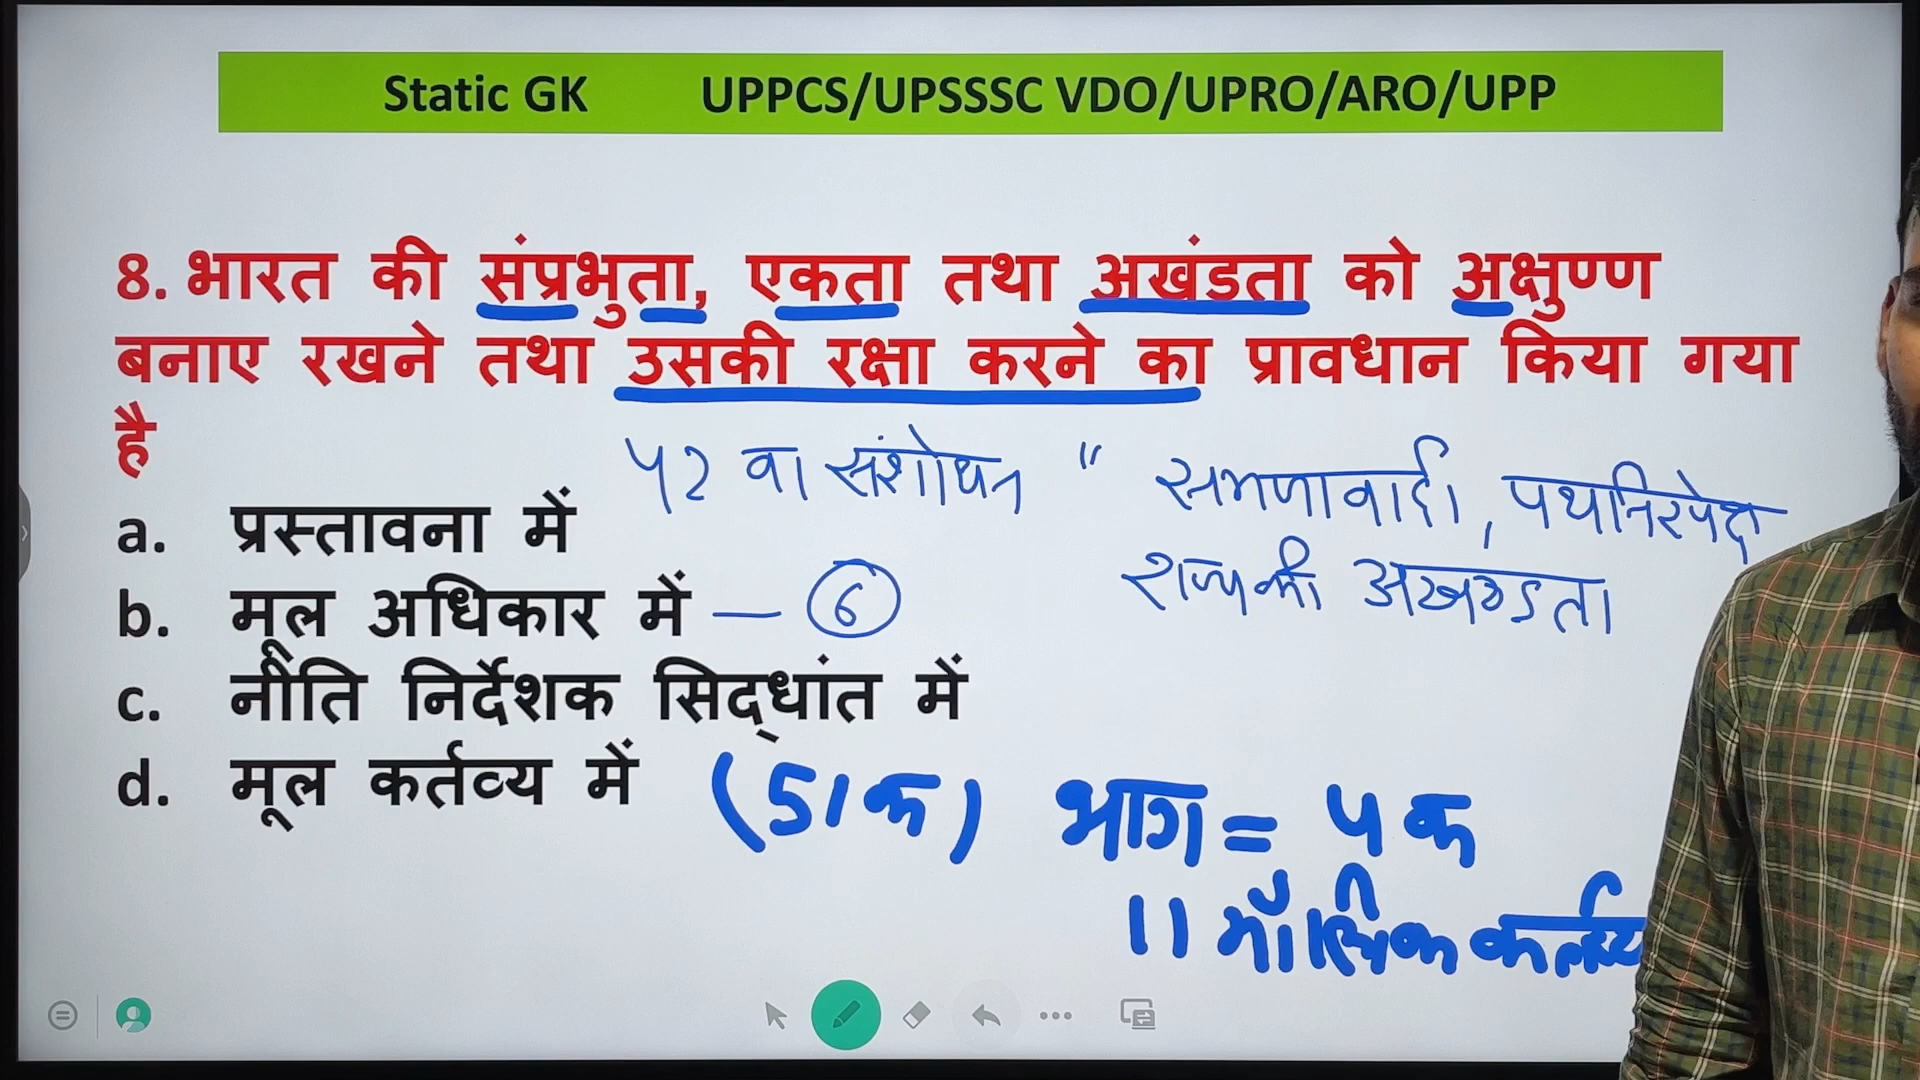 Static GK UPPCS/UPSSSC VDO/UPRO/ARO/UPP
8. भारत की संप्रभुता, एकता तथा अखंडता को अक्षुण्ण
बनाए रखने तथा उसकी रक्षा करने का प्रावधान किया गया
है
42 वा संशोधन " समाजवादी, पंथनिरपेक्ष
a. प्रस्तावना में
राज्य की अखण्डता
b. मूल अधिकार में — 6
c. नीति निर्देशक सिद्धांत में
d. मूल कर्तव्य में (51क) भाग = 4क
11 मौलिक कर्तव्य